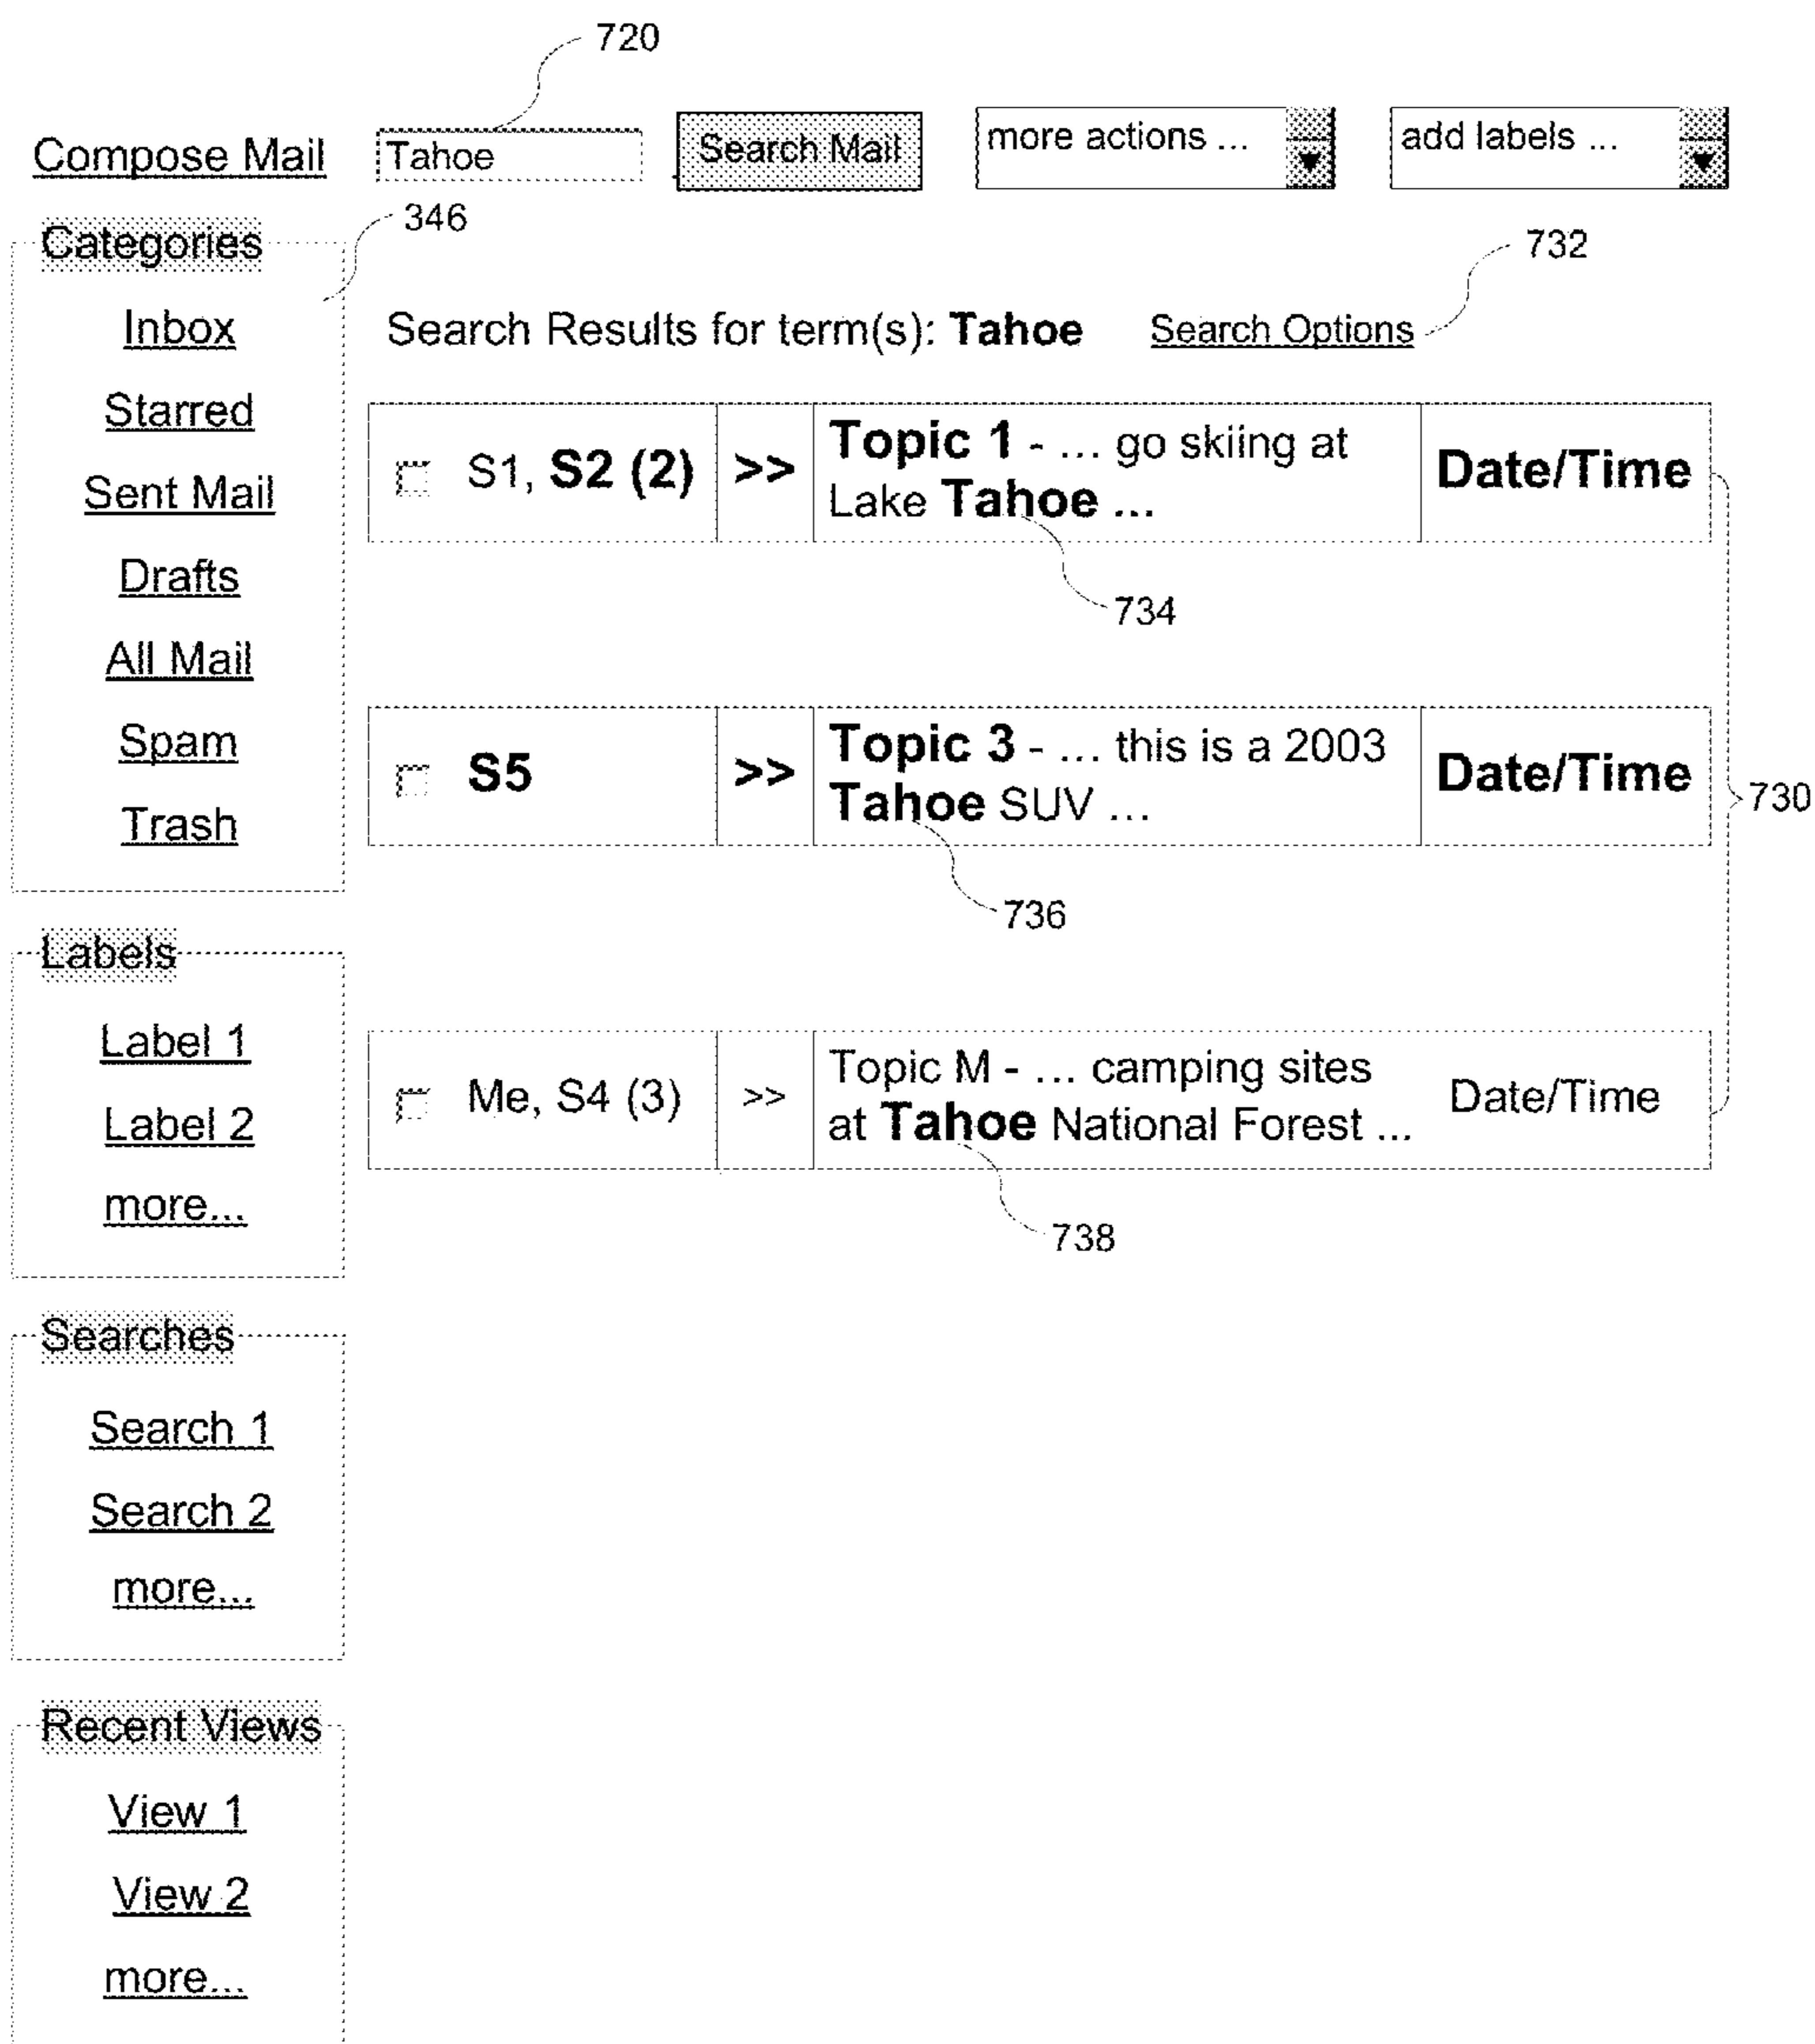 720
Compose Mail Tahoe Search Mail more actions ... add labels ...
346
Categories
732
Inbox
Search Results for term(s): Tahoe Search Options
Starred
Sent Mail
Drafts
All Mail
Spam
Trash
S1, S2 (2) >> Topic 1 - ... go skiing at
Lake Tahoe ...
Date/Time
734
S5 >> Topic 3 - ... this is a 2003
Tahoe SUV ...
Date/Time
730
736
Labels
Label 1
Label 2
more...
Me, S4 (3) >> Topic M - ... camping sites
at Tahoe National Forest ...
Date/Time
738
Searches
Search 1
Search 2
more...
Recent Views
View 1
View 2
more...